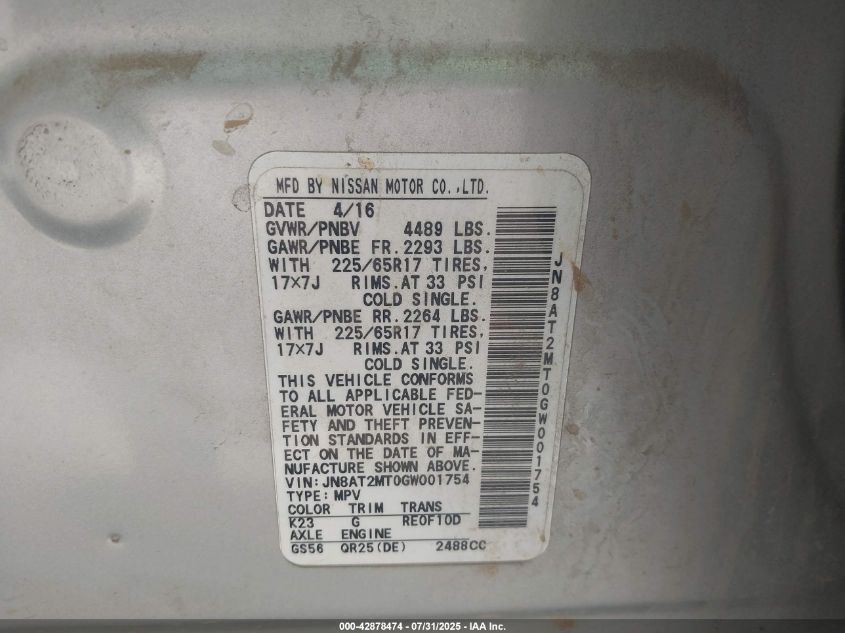 MFD BY NISSAN MOTOR CO.,LTD.
DATE 4/16
GVWR/PNBV 4489 LBS.
GAWR/PNBE FR.2293 LBS.
WITH 225/65R17 TIRES,
17×7J RIMS.AT 33 PSI
COLD SINGLE.
GAWR/PNBE RR.2264 LBS.
WITH 225/65R17 TIRES,
17×7J RIMS.AT 33 PSI
COLD SINGLE.
THIS VEHICLE CONFORMS
TO ALL APPLICABLE FED-
ERAL MOTOR VEHICLE SA-
FETY AND THEFT PREVEN-
TION STANDARDS IN EFF-
ECT ON THE DATE OF MA-
NUFACTURE SHOWN ABOVE.
VIN:JN8AT2MT0GW001754
TYPE:MPV
COLOR TRIM TRANS
K23 G RE0F10D
AXLE ENGINE
GS56 QR25(DE) 2488CC
JN8AT2MT0GW001754
000-42878474 - 07/31/2025 - IAA Inc.